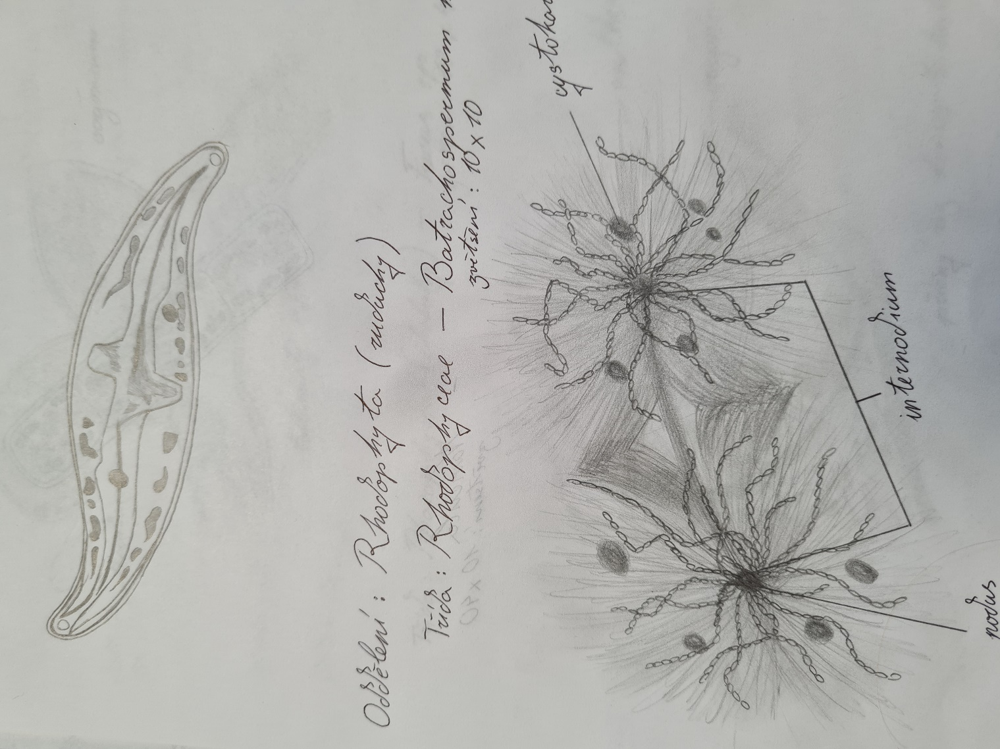 Oddělení: Rhodophyta (ruduchy)
Třída: Rhodophyceae – Batrachospermum
zvětšení: 10 x 10
internodium
nodus